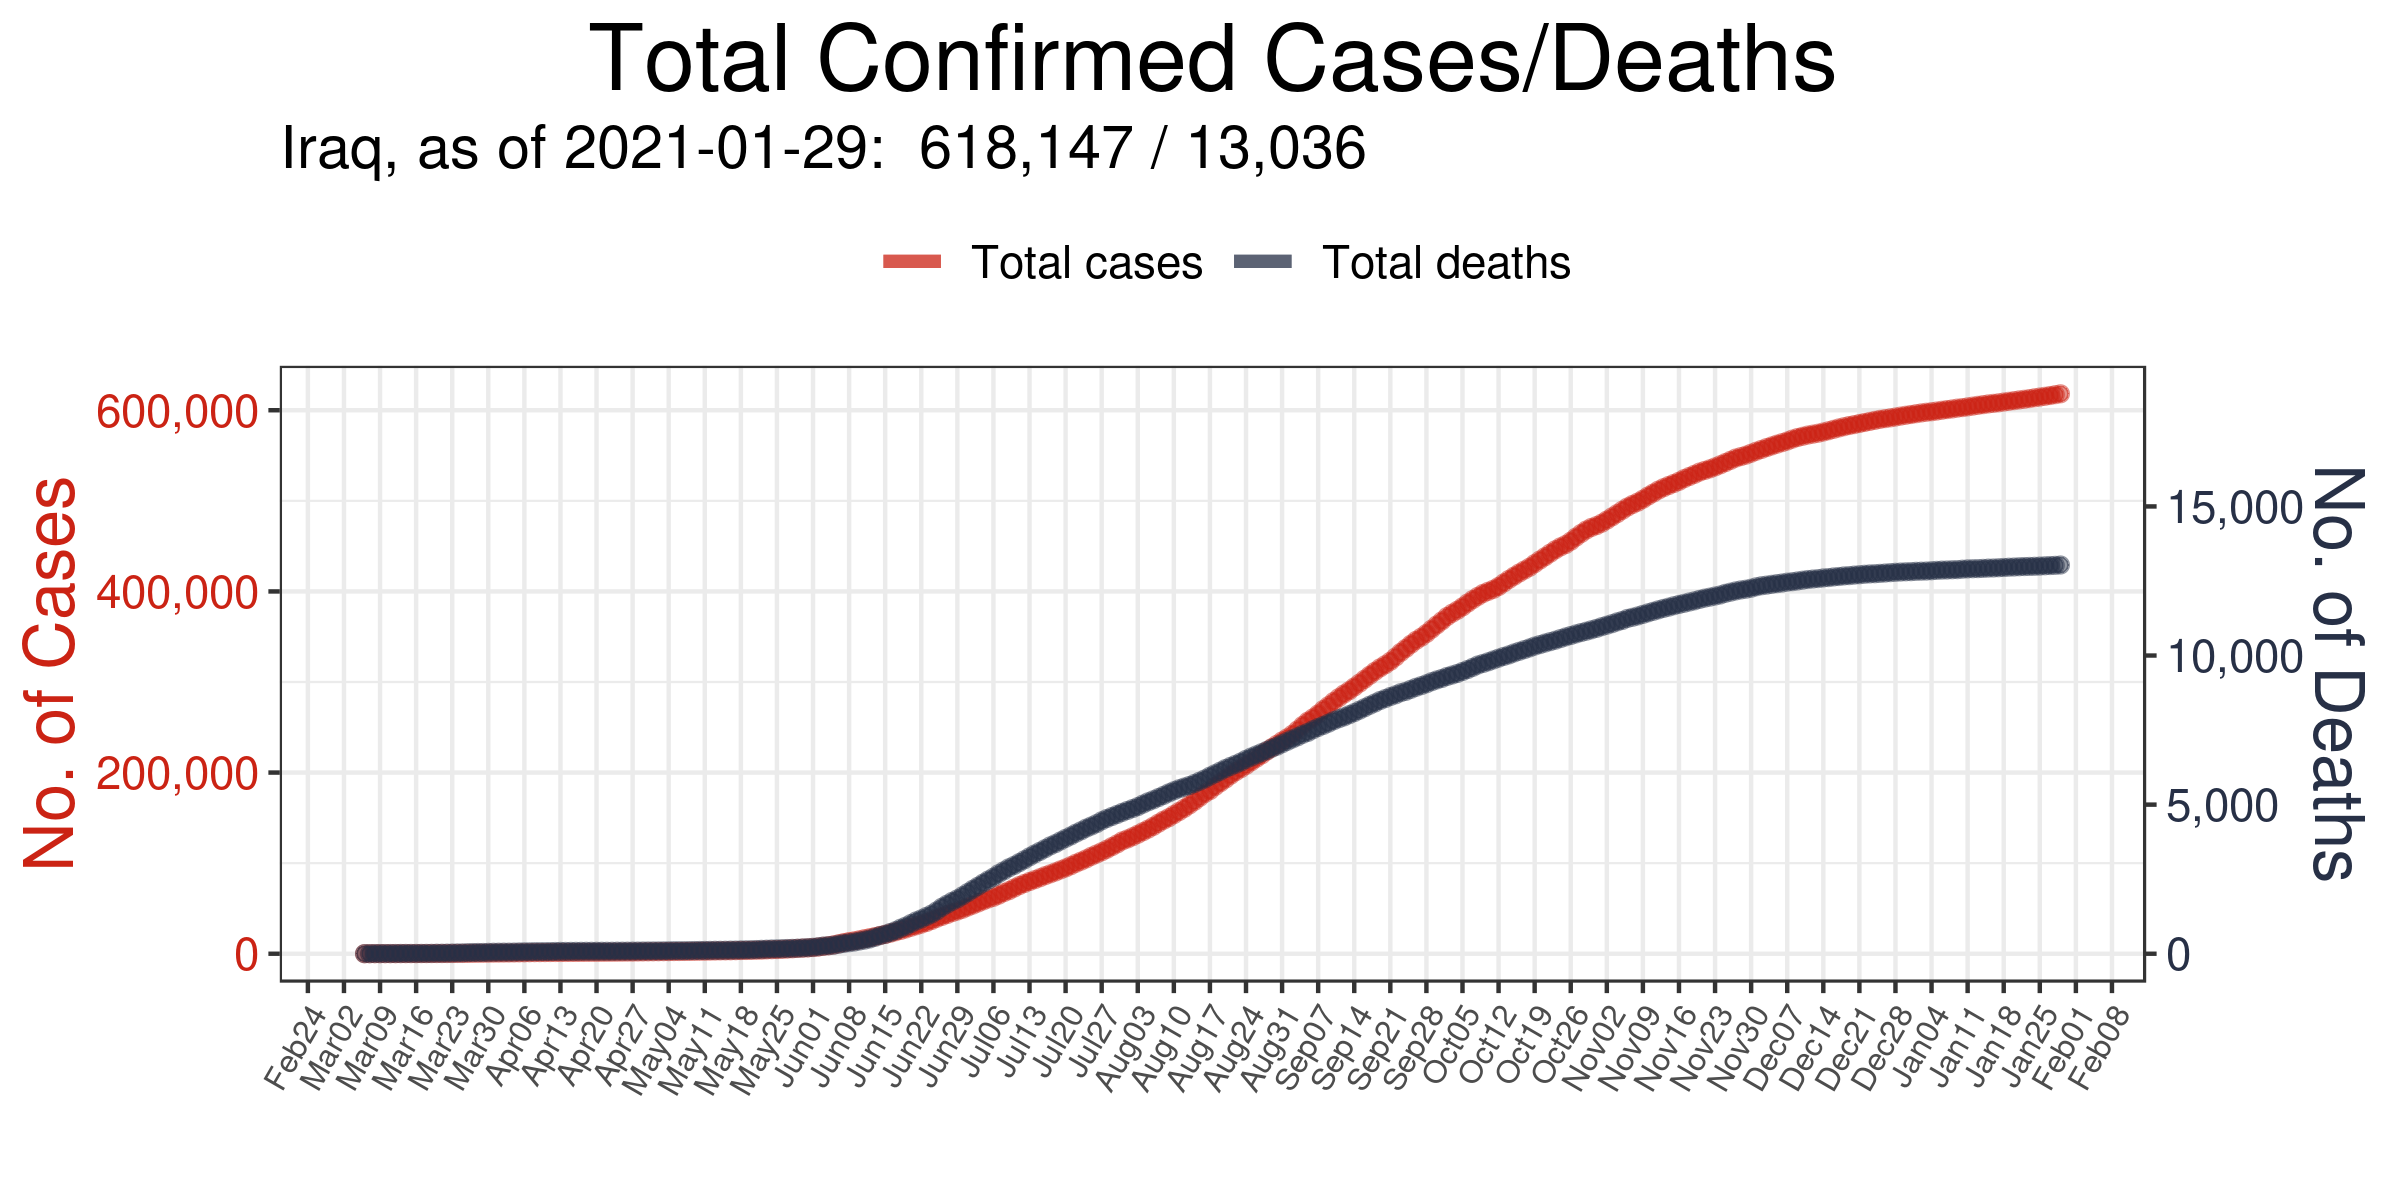 Total Confirmed Cases/Deaths
Iraq, as of 2021-01-29:  618,147 / 13,036
Total cases
Total deaths
No. of Cases
600,000
400,000
200,000
0
15,000
10,000
5,000
0
No. of Deaths
Feb24
Mar02
Mar09
Mar16
Mar23
Mar30
Apr06
Apr13
Apr20
Apr27
May04
May11
May18
May25
Jun01
Jun08
Jun15
Jun22
Jun29
Jul06
Jul13
Jul20
Jul27
Aug03
Aug10
Aug17
Aug24
Aug31
Sep07
Sep14
Sep21
Sep28
Oct05
Oct12
Oct19
Oct26
Nov02
Nov09
Nov16
Nov23
Nov30
Dec07
Dec14
Dec21
Dec28
Jan04
Jan11
Jan18
Jan25
Feb01
Feb08